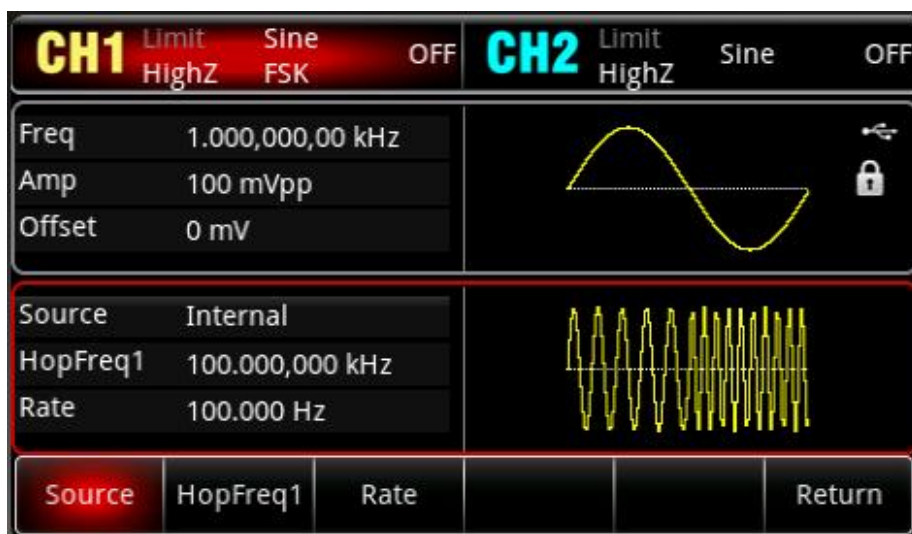 CH1 Limit Sine OFF CH2 Limit Sine OFF
HighZ FSK HighZ
Freq 1.000,000,00 kHz
Amp 100 mVpp
Offset 0 mV
Source Internal
HopFreq1 100.000,000 kHz
Rate 100.000 Hz
Source HopFreq1 Rate Return